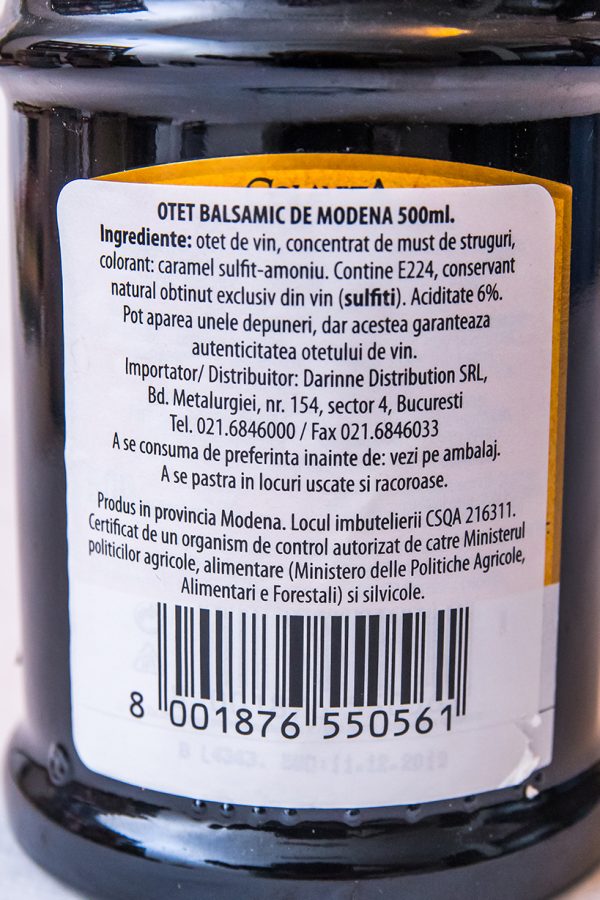 OTET BALSAMIC DE MODENA 500ml.
Ingrediente: otet de vin, concentrat de must de struguri,
colorant: caramel sulfit-amoniu. Contine E224, conservant
natural obtinut exclusiv din vin (sulfiti). Aciditate 6%.
Pot aparea unele depuneri, dar acestea garanteaza
autenticitatea otetului de vin.
Importator/ Distribuitor: Darinne Distribution SRL,
Bd. Metalurgiei, nr. 154, sector 4, Bucuresti
Tel. 021.6846000 / Fax 021.6846033
A se consuma de preferinta inainte de: vezi pe ambalaj.
A se pastra in locuri uscate si racoroase.
Produs in provincia Modena. Locul imbutelierii CSQA 216311.
Certificat de un organism de control autorizat de catre Ministerul
politicilor agricole, alimentare (Ministero delle Politiche Agricole,
Alimentari e Forestali) si silvicole.
8 001876 550561